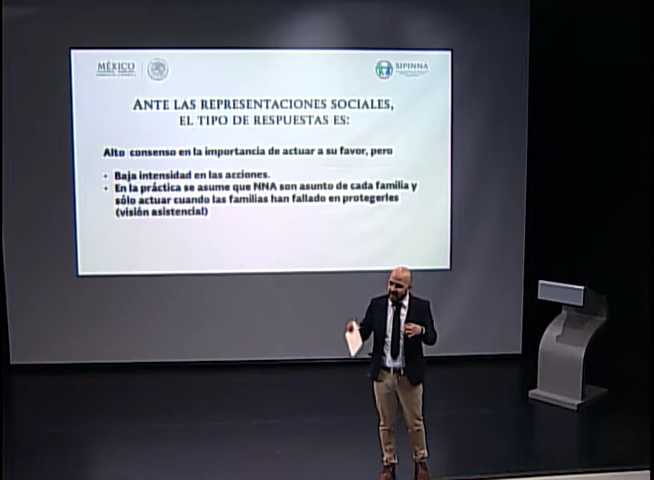 MÉXICO
SIPINNA
ANTE LAS REPRESENTACIONES SOCIALES,
EL TIPO DE RESPUESTAS ES:
Alto consenso en la importancia de actuar a su favor, pero
· Baja intensidad en las acciones.
· En la práctica se asume que NNA son asunto de cada familia y
sólo actuar cuando las familias han fallado en protegerles
(visión asistencial)